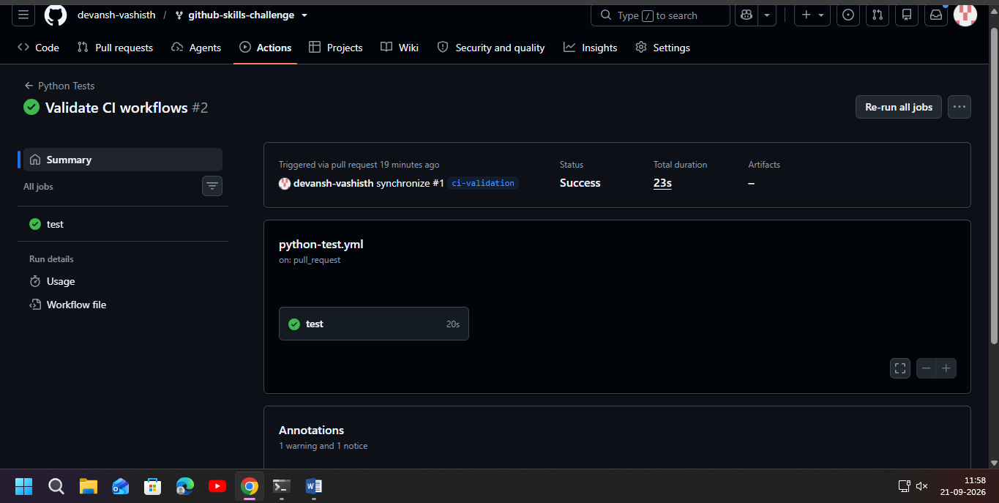 devansh-vashisth / github-skills-challenge
Type / to search
Code Pull requests Agents Actions Projects Wiki Security and quality Insights Settings
Python Tests
Validate CI workflows #2
Re-run all jobs
Summary
All jobs
test
Run details
Usage
Workflow file
Triggered via pull request 19 minutes ago
devansh-vashisth synchronize #1 ci-validation
Status
Success
Total duration
23s
Artifacts
–
python-test.yml
on: pull_request
test 20s
Annotations
1 warning and 1 notice
11:58
21-09-2026